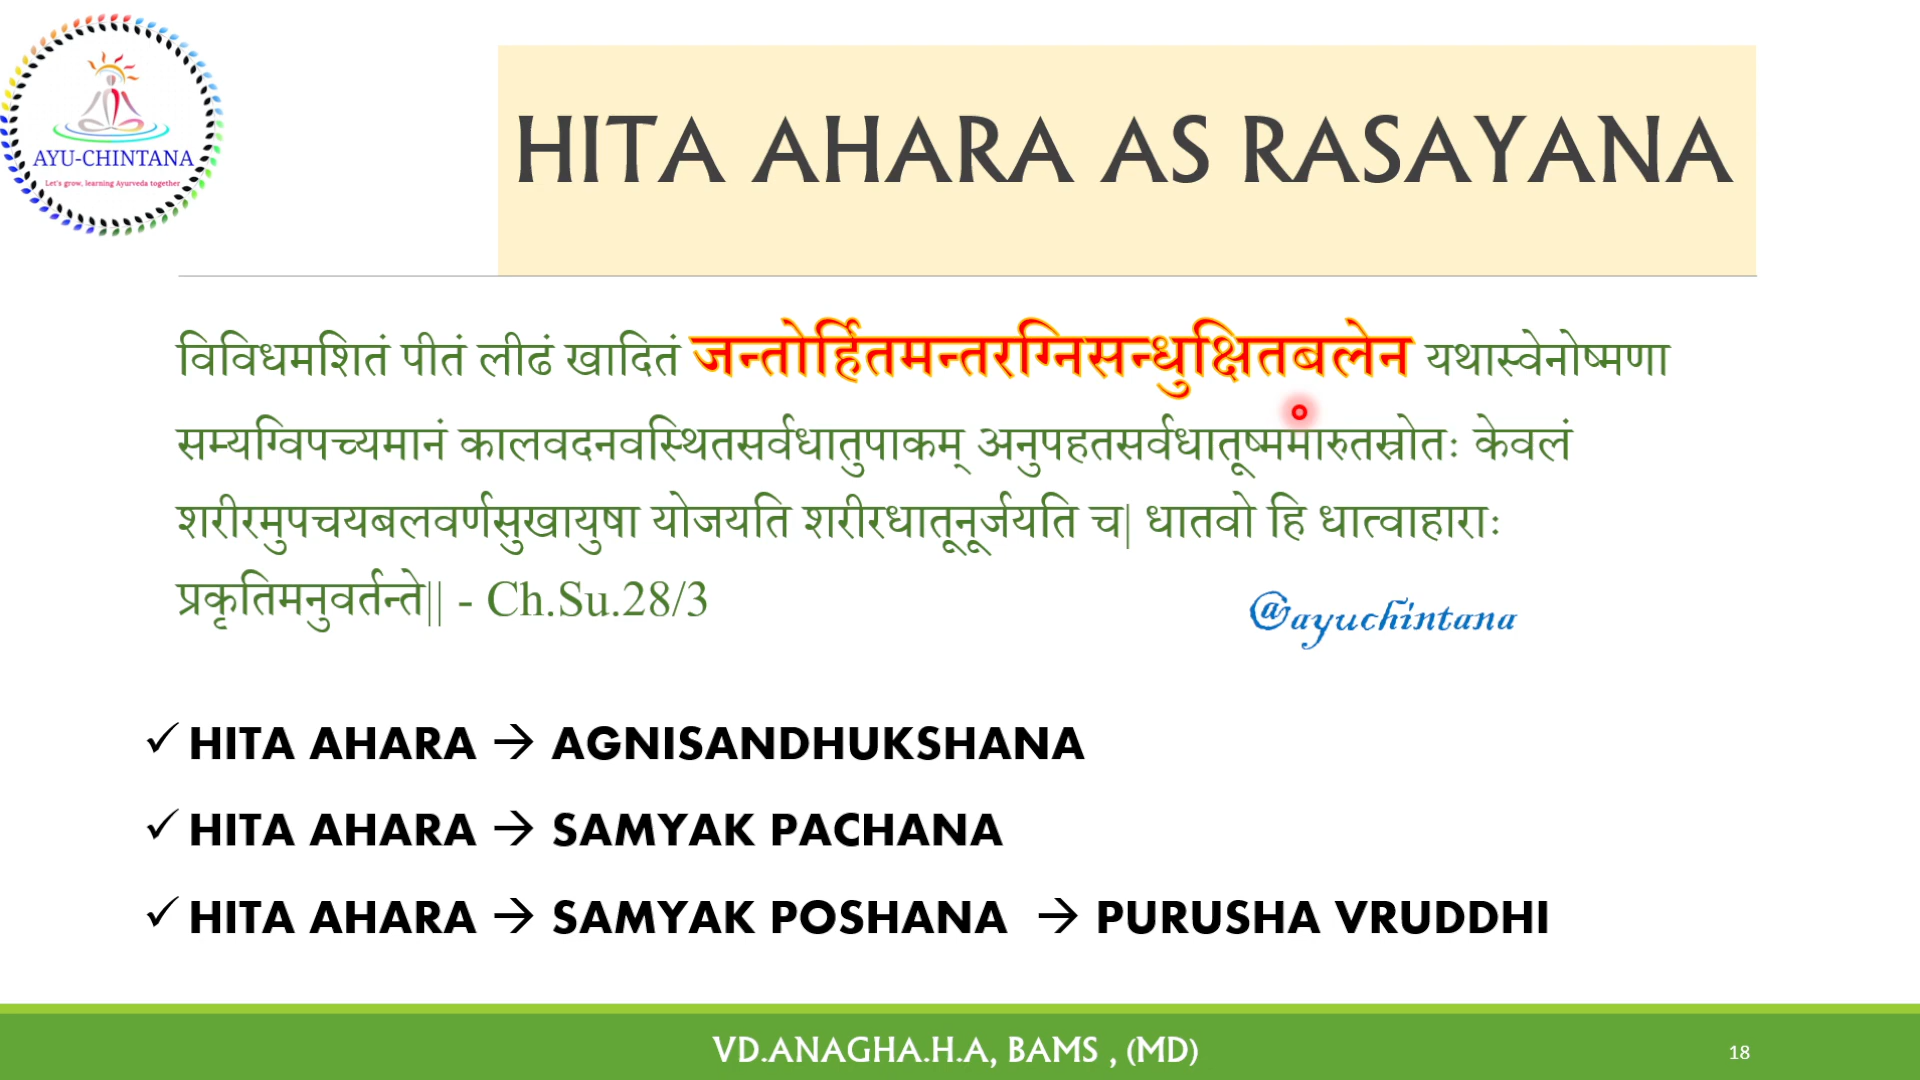 AYU-CHINTANA
Let's grow, learning Ayurveda together
HITA AHARA AS RASAYANA
विविधमशितं पीतं लीढं खादितं जन्तोर्हितमन्तरग्निसन्धुक्षितबलेन यथास्वेनोष्मणा
सम्यग्विपच्यमानं कालवदनवस्थितसर्वधातुपाकम् अनुपहतसर्वधातूष्ममारुतस्रोतः केवलं
शरीरमुपचयबलवर्णसुखायुषा योजयति शरीरधातूनूर्जयति च| धातवो हि धात्वाहाराः
प्रकृतिमनुवर्तन्ते|| - Ch.Su.28/3
@ayuchintana
✓ HITA AHARA → AGNISANDHUKSHANA
✓ HITA AHARA → SAMYAK PACHANA
✓ HITA AHARA → SAMYAK POSHANA → PURUSHA VRUDDHI
VD.ANAGHA.H.A, BAMS , (MD)
18